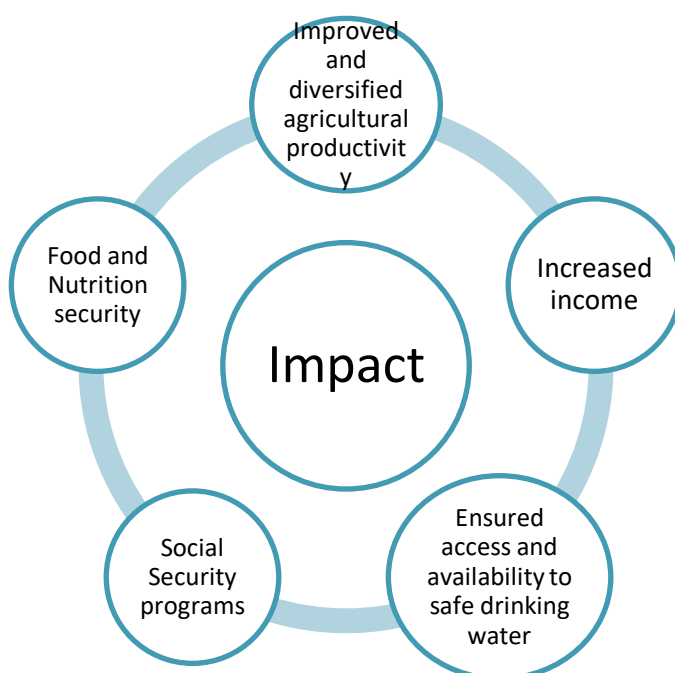 Improved
and
diversified
agricultural
productivit
y
Increased
income
Ensured
access and
availability to
safe drinking
water
Social
Security
programs
Food and
Nutrition
security
Impact